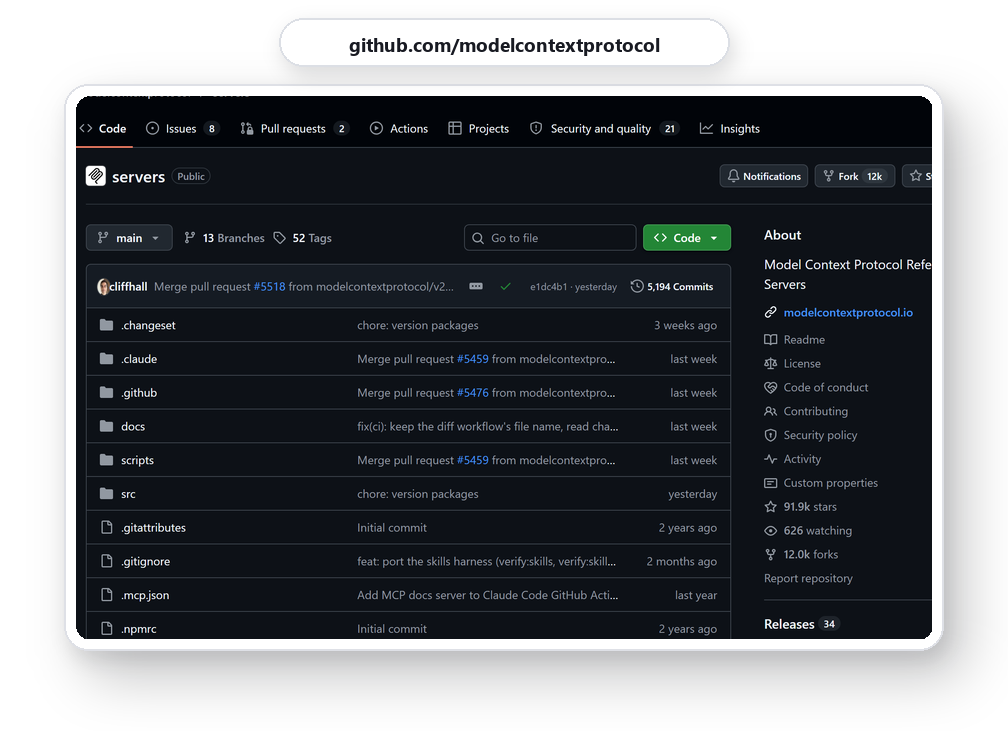 github.com/modelcontextprotocol
Code Issues 8 Pull requests 2 Actions Projects Security and quality 21 Insights
servers Public Notifications Fork 12k
main 13 Branches 52 Tags Go to file Code
cliffhall Merge pull request #5518 from modelcontextprotocol/v2... e1dc4b1 · yesterday 5,194 Commits
.changeset chore: version packages 3 weeks ago
.claude Merge pull request #5459 from modelcontextpro... last week
.github Merge pull request #5476 from modelcontextpro... last week
docs fix(ci): keep the diff workflow's file name, read cha... last week
scripts Merge pull request #5459 from modelcontextpro... last week
src chore: version packages yesterday
.gitattributes Initial commit 2 years ago
.gitignore feat: port the skills harness (verify:skills, verify:skill... 2 months ago
.mcp.json Add MCP docs server to Claude Code GitHub Acti... last year
.npmrc Initial commit 2 years ago
About
Model Context Protocol Refe
Servers
modelcontextprotocol.io
Readme
License
Code of conduct
Contributing
Security policy
Activity
Custom properties
91.9k stars
626 watching
12.0k forks
Report repository
Releases 34